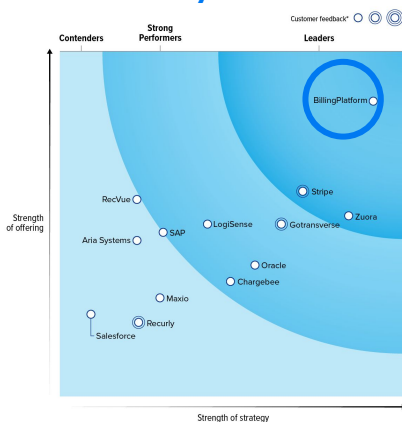 Customer feedback*
Contenders
Strong
Performers
Leaders
BillingPlatform
Stripe
RecVue
Zuora
LogiSense
Gotransverse
Strength
of offering
SAP
Aria Systems
Oracle
Chargebee
Maxio
Recurly
Salesforce
Strength of strategy